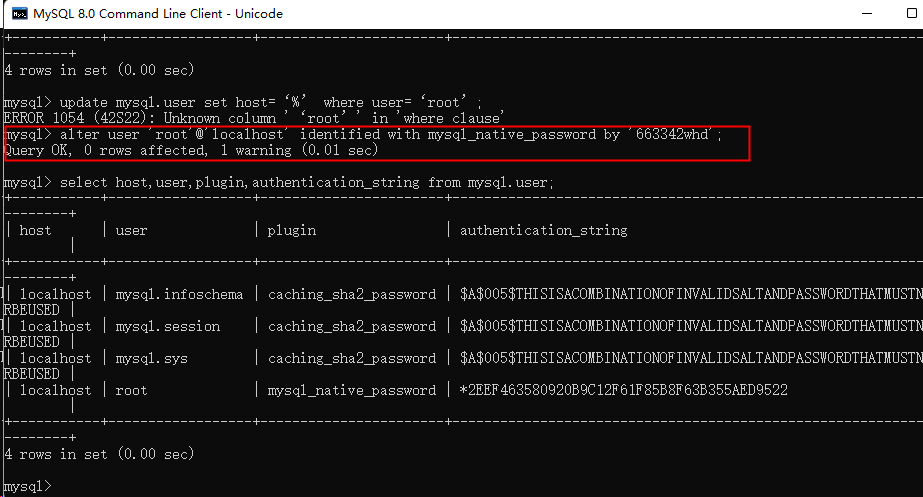 MySQL 8.0 Command Line Client - Unicode
+-----------+------------------+-----------------------+------------------------------------------------------
--------+
4 rows in set (0.00 sec)
mysql> update mysql.user set host= ‘%’ where user= ‘root’ ;
ERROR 1054 (42S22): Unknown column '‘root’' in 'where clause'
mysql> alter user 'root'@'localhost' identified with mysql_native_password by '663342whd';
Query OK, 0 rows affected, 1 warning (0.01 sec)
mysql> select host,user,plugin,authentication_string from mysql.user;
+-----------+------------------+-----------------------+------------------------------------------------------
--------+
| host | user | plugin | authentication_string
|
+-----------+------------------+-----------------------+------------------------------------------------------
--------+
| localhost | mysql.infoschema | caching_sha2_password | $A$005$THISISACOMBINATIONOFINVALIDSALTANDPASSWORDTHATMUSTN
RBEUSED |
| localhost | mysql.session | caching_sha2_password | $A$005$THISISACOMBINATIONOFINVALIDSALTANDPASSWORDTHATMUSTN
RBEUSED |
| localhost | mysql.sys | caching_sha2_password | $A$005$THISISACOMBINATIONOFINVALIDSALTANDPASSWORDTHATMUSTN
RBEUSED |
| localhost | root | mysql_native_password | *2EEF463580920B9C12F61F85B8F63B355AED9522
|
+-----------+------------------+-----------------------+------------------------------------------------------
--------+
4 rows in set (0.00 sec)
mysql>